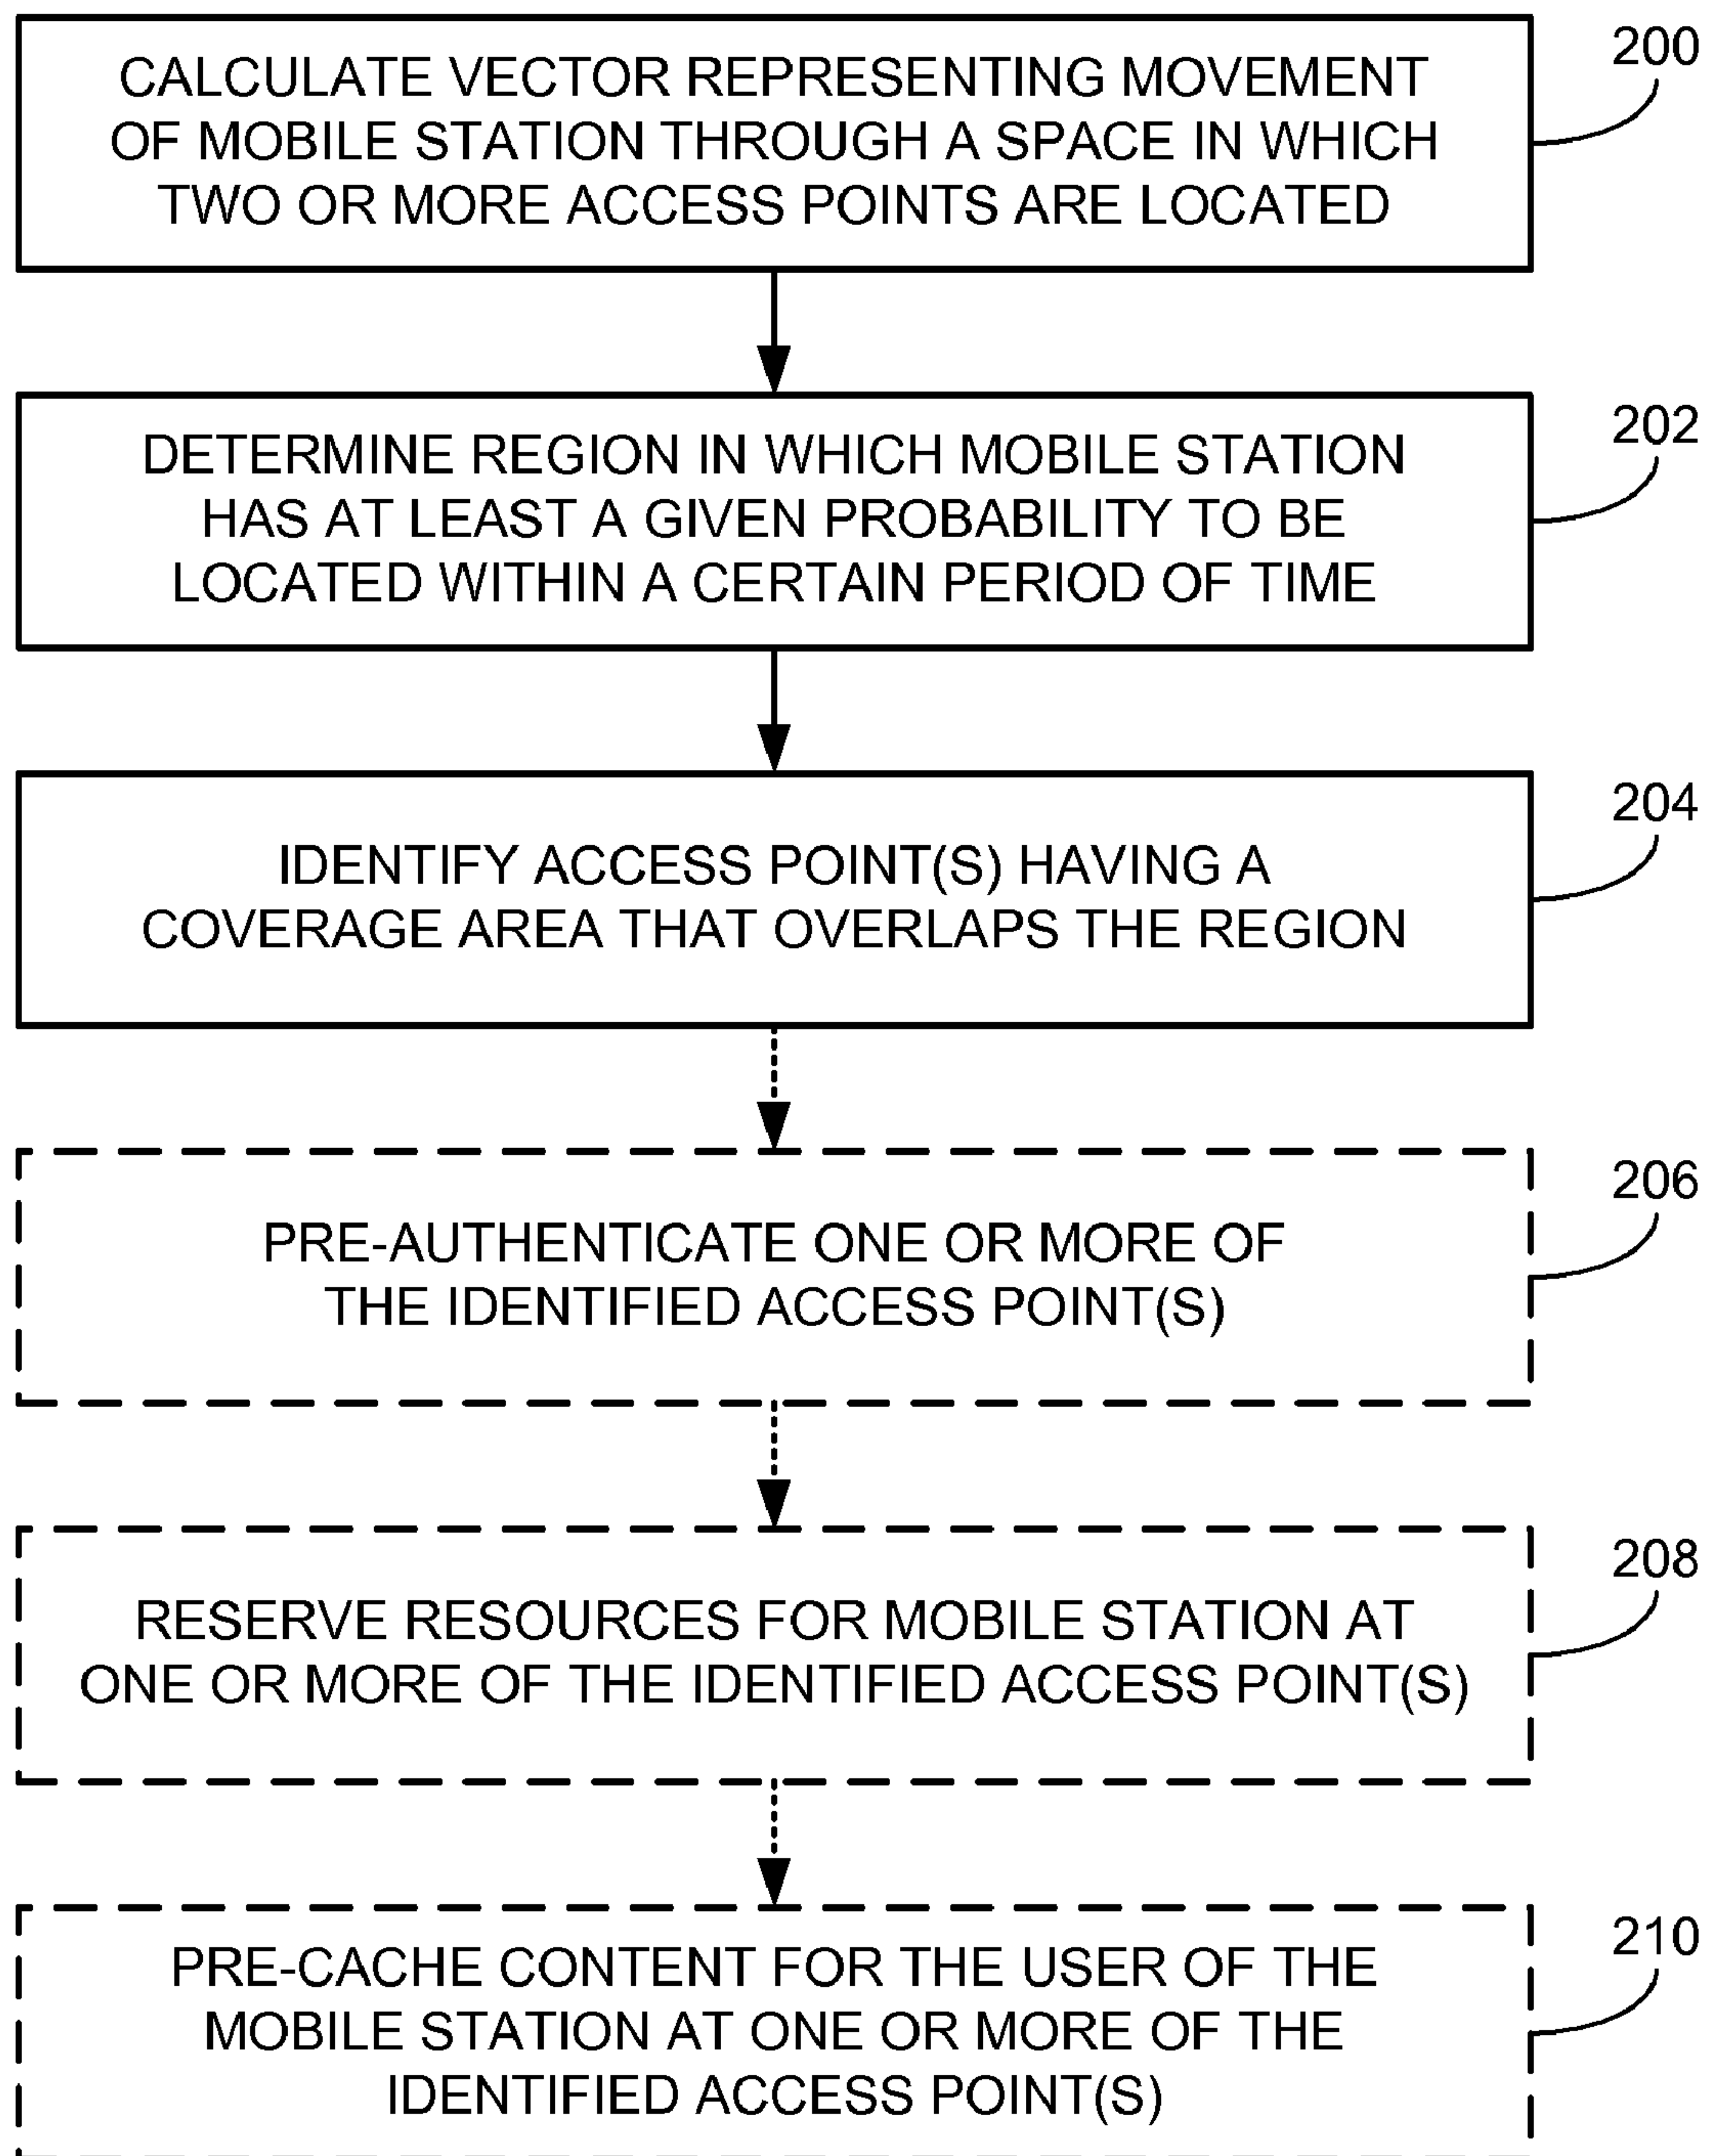 CALCULATE VECTOR REPRESENTING MOVEMENT
OF MOBILE STATION THROUGH A SPACE IN WHICH
TWO OR MORE ACCESS POINTS ARE LOCATED
200
DETERMINE REGION IN WHICH MOBILE STATION
HAS AT LEAST A GIVEN PROBABILITY TO BE
LOCATED WITHIN A CERTAIN PERIOD OF TIME
202
IDENTIFY ACCESS POINT(S) HAVING A
COVERAGE AREA THAT OVERLAPS THE REGION
204
PRE-AUTHENTICATE ONE OR MORE OF
THE IDENTIFIED ACCESS POINT(S)
206
RESERVE RESOURCES FOR MOBILE STATION AT
ONE OR MORE OF THE IDENTIFIED ACCESS POINT(S)
208
PRE-CACHE CONTENT FOR THE USER OF THE
MOBILE STATION AT ONE OR MORE OF THE
IDENTIFIED ACCESS POINT(S)
210